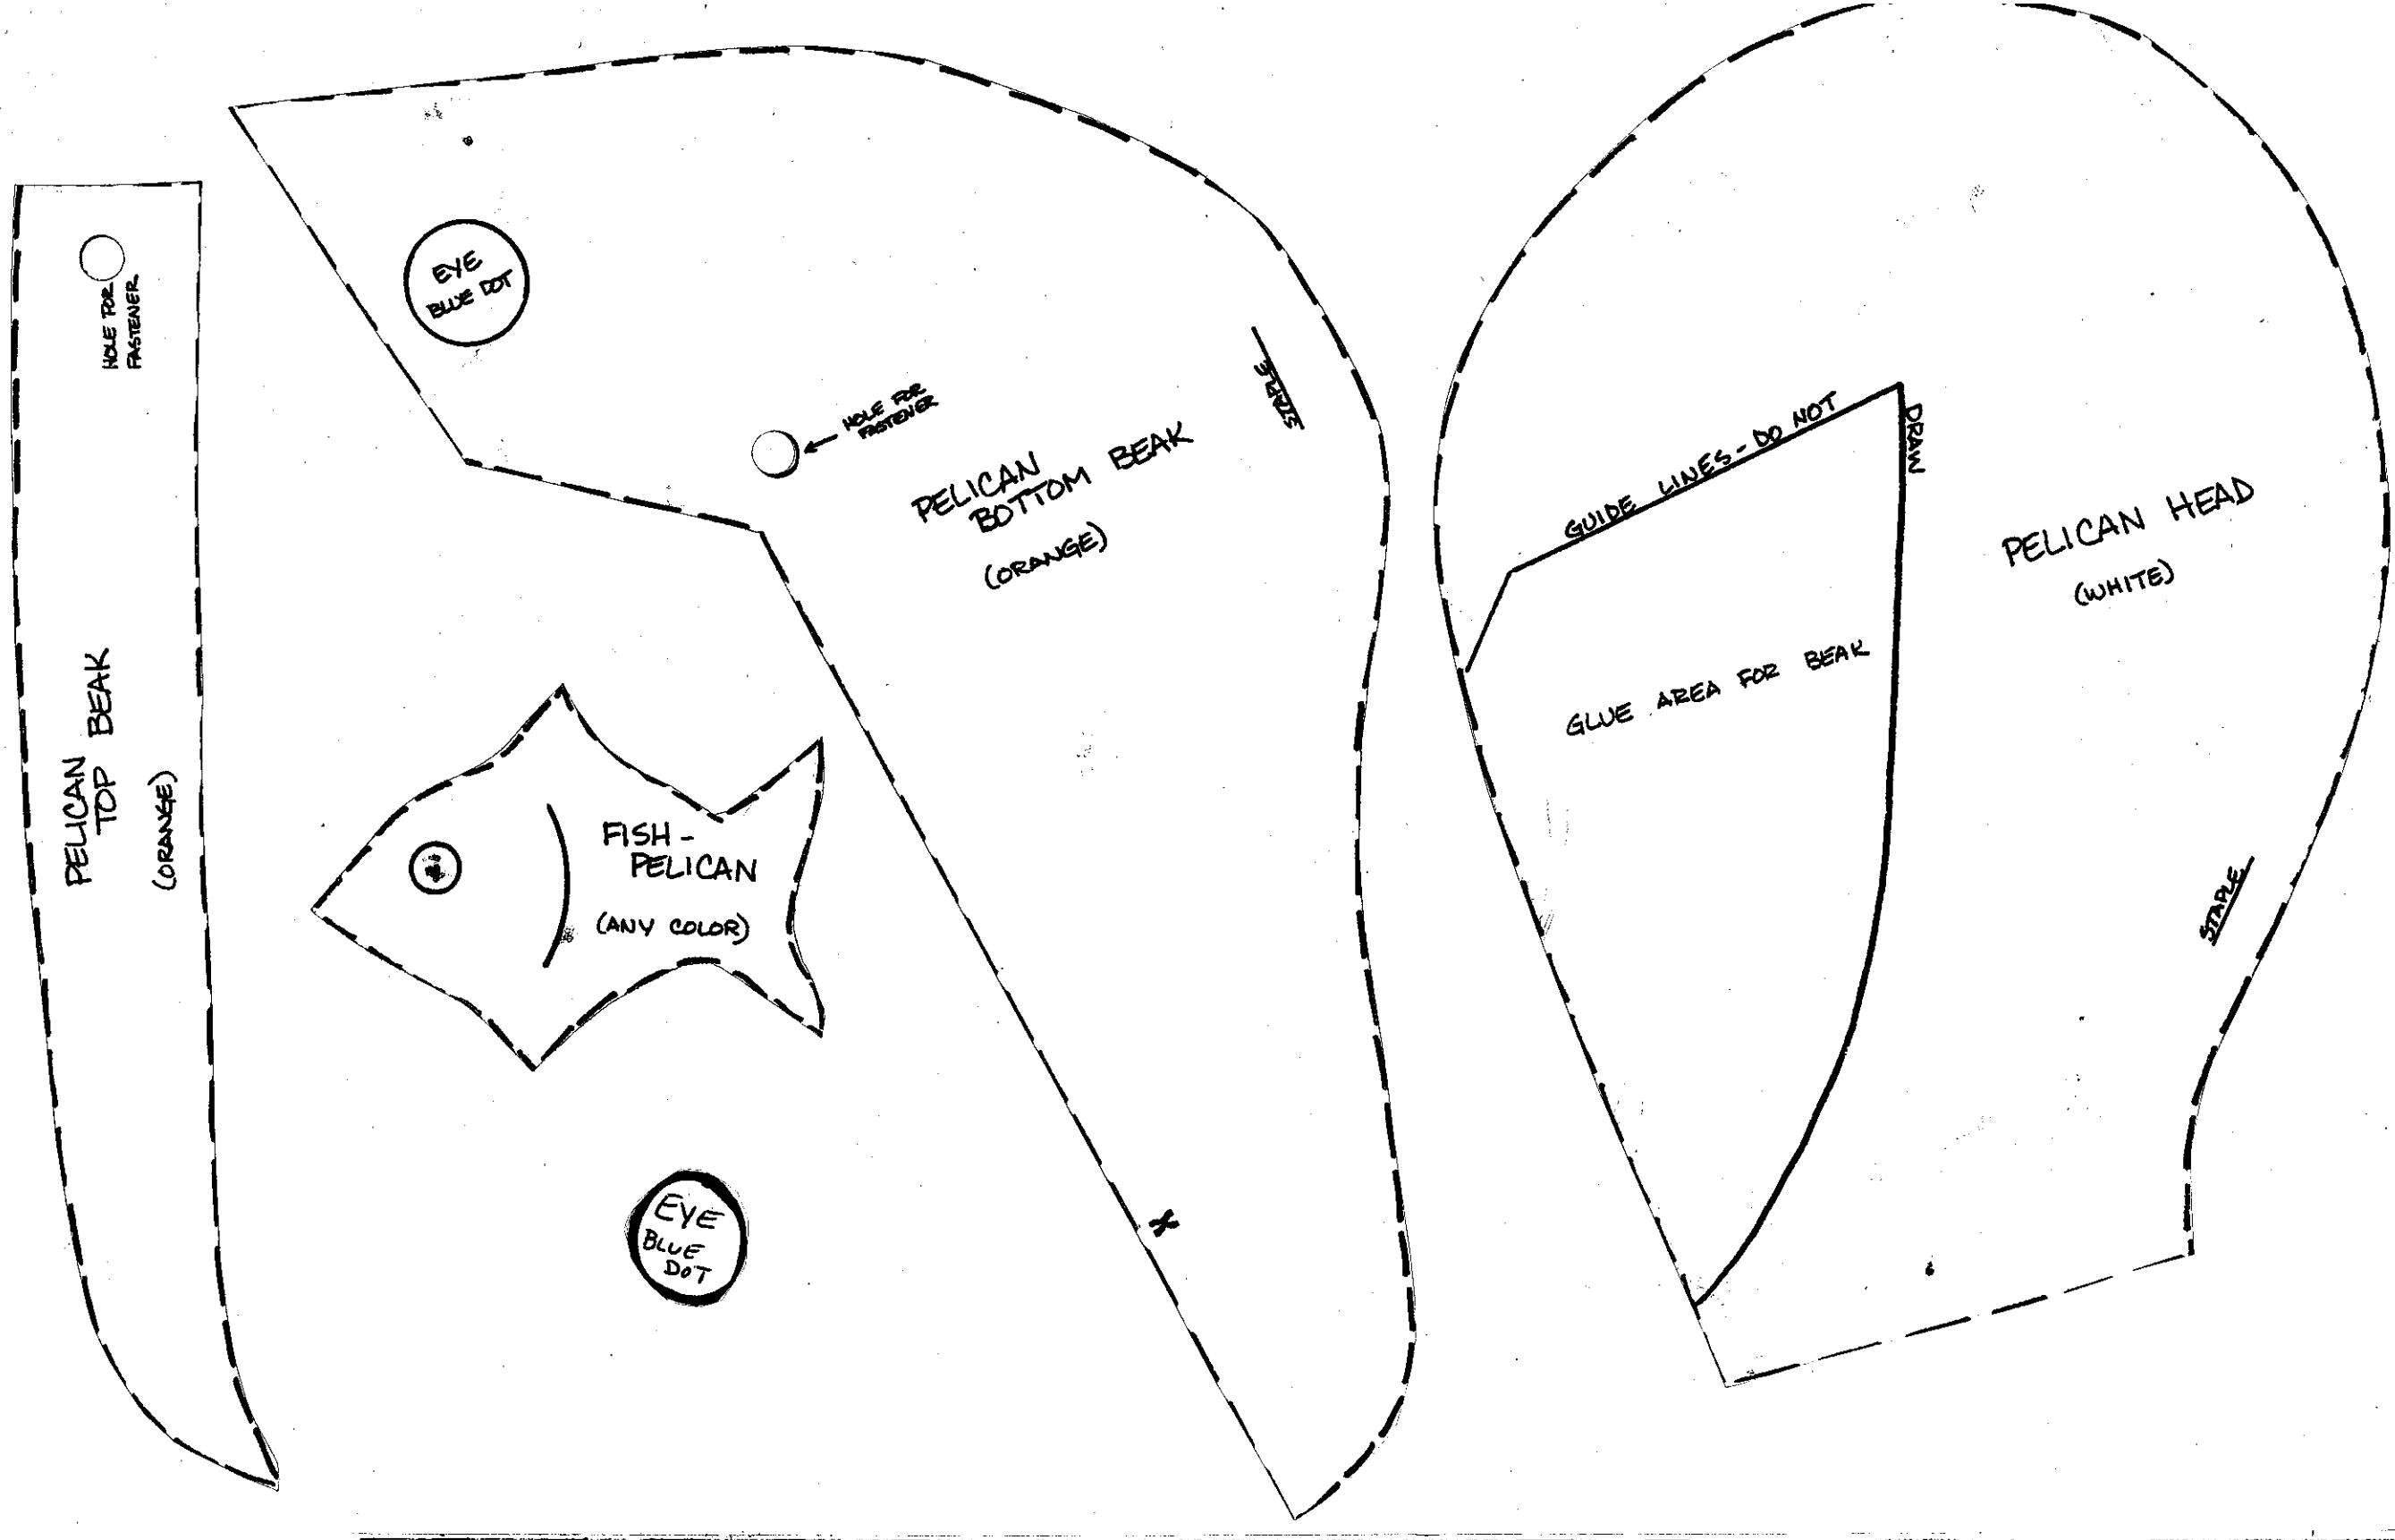 HOLE FOR
FASTENER
PELICAN
TOP BEAK
(ORANGE)
EYE
BLUE DOT
HOLE FOR
FASTENER
STAPLE
PELICAN
BOTTOM BEAK
(ORANGE)
FISH-
PELICAN
(ANY COLOR)
EYE
BLUE
DOT
X
GUIDE LINES - DO NOT
DRAW
PELICAN HEAD
(WHITE)
GLUE AREA FOR BEAK
STAPLE